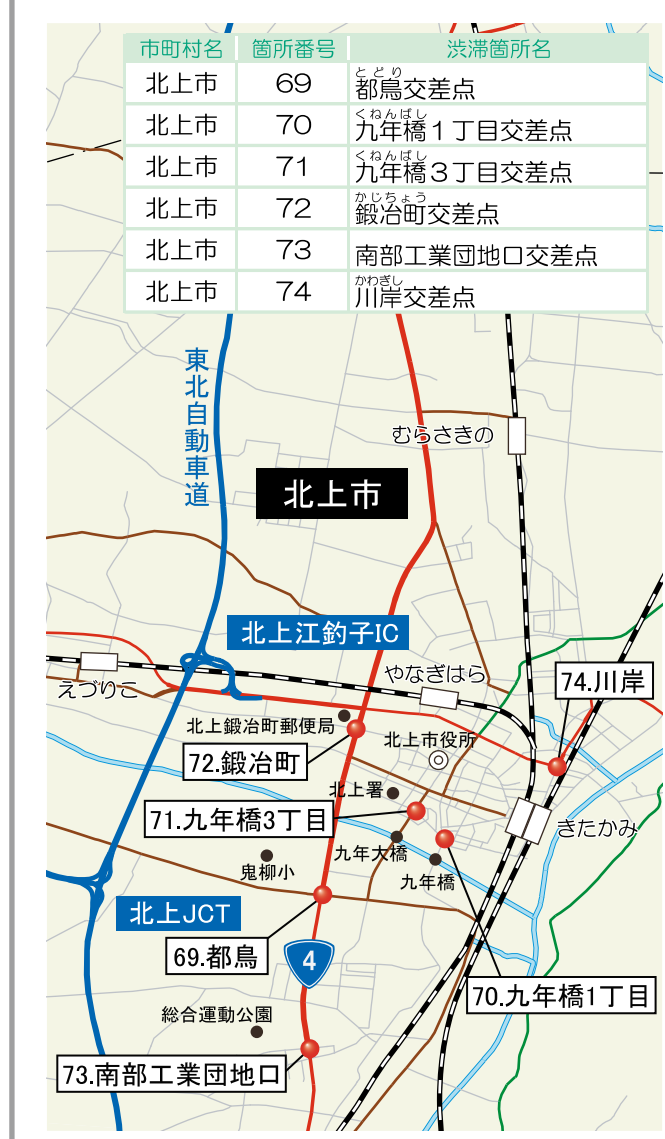 市町村名 箇所番号 渋滞箇所名
とどり
北上市 69 都鳥交差点
くねんばし
北上市 70 九年橋1丁目交差点
くねんばし
北上市 71 九年橋3丁目交差点
かじちょう
北上市 72 鍛冶町交差点
北上市 73 南部工業団地口交差点
かわぎし
北上市 74 川岸交差点
東北自動車道
むらさきの
北上市
北上江釣子IC
えづりこ
やなぎはら
74.川岸
北上鍛冶町郵便局
北上市役所
72.鍛冶町
北上署
71.九年橋3丁目
きたかみ
九年大橋
鬼柳小
九年橋
北上JCT
69.都鳥
4
70.九年橋1丁目
総合運動公園
73.南部工業団地口